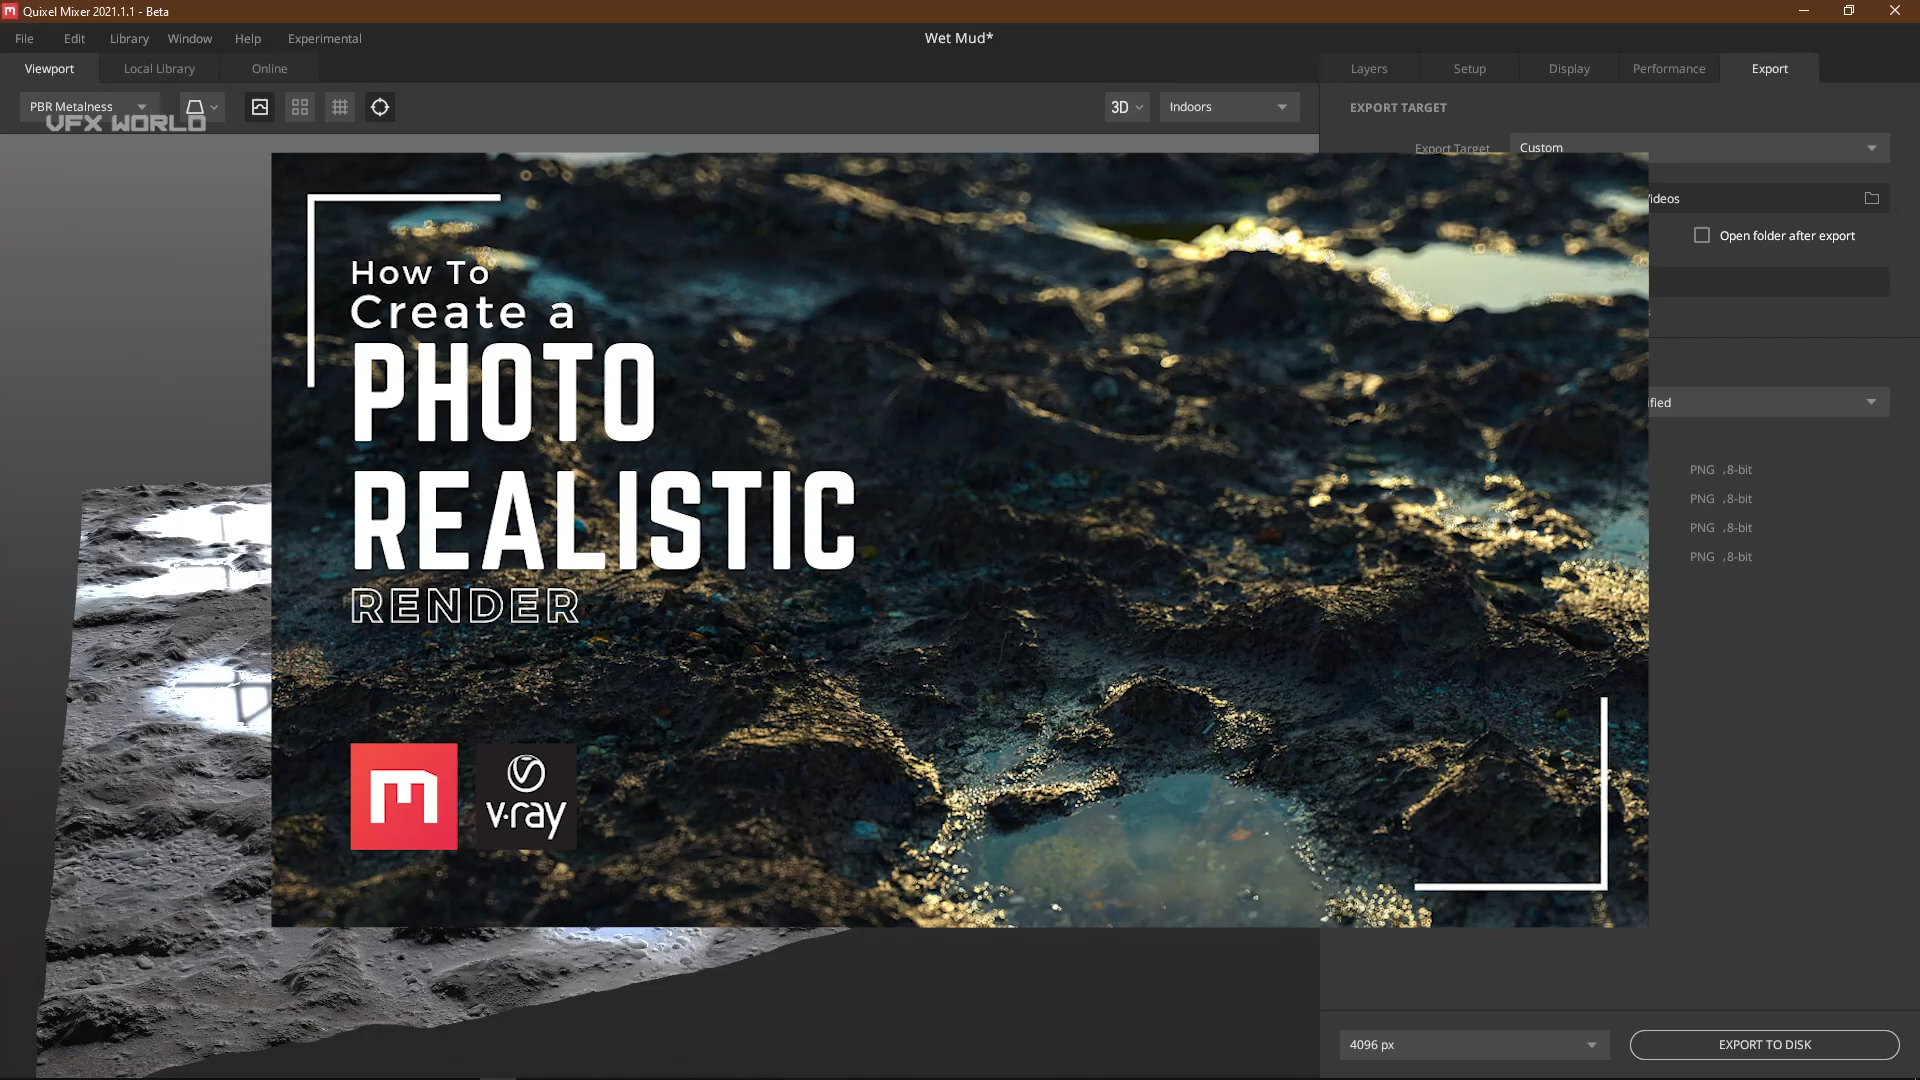 Quixel Mixer 2021.1.1 - Beta
File Edit Library Window Help Experimental
Wet Mud*
Viewport Local Library Online
Layers Setup Display Performance Export
PBR Metalness
3D
Indoors
VFX WORLD
EXPORT TARGET
Export Target
Custom
Open folder after export
PNG ,8-bit
PNG ,8-bit
PNG ,8-bit
PNG ,8-bit
How To
Create a
PHOTO
REALISTIC
RENDER
v·ray
4096 px
EXPORT TO DISK